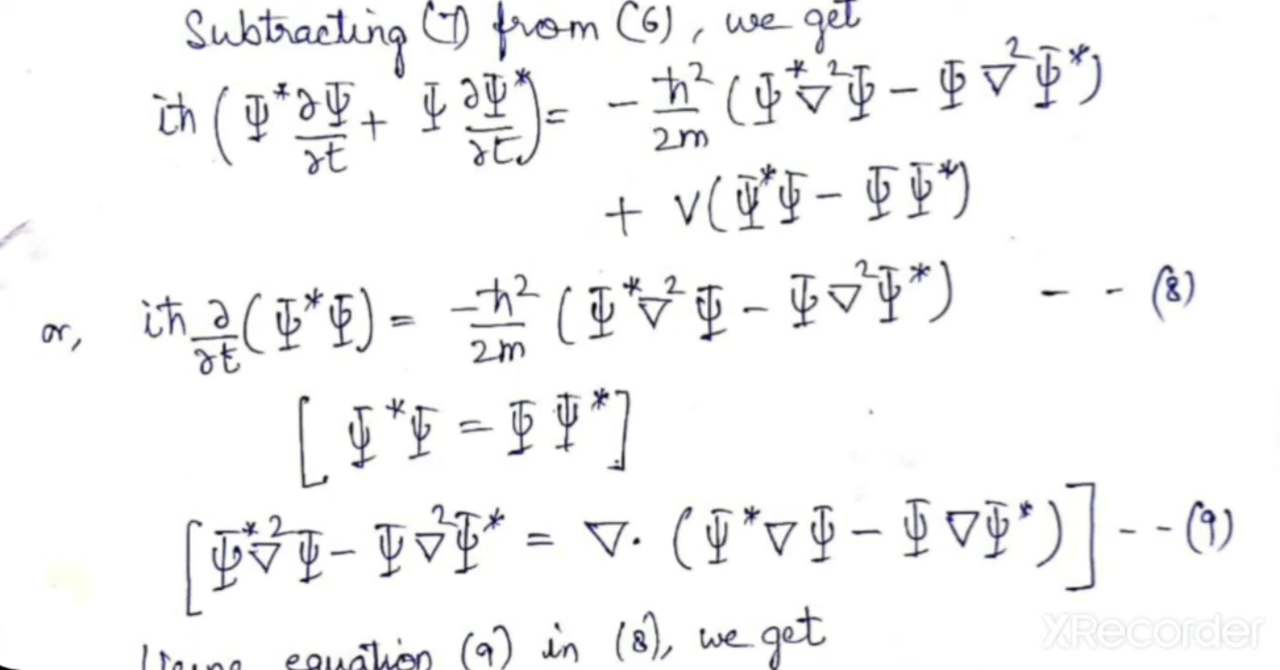 Subtracting (7) from (6), we get
iħ (Ψ* ∂Ψ/∂t + Ψ ∂Ψ*/∂t) = - ħ²/2m (Ψ*∇²Ψ - Ψ∇²Ψ*)
+ V(Ψ*Ψ - ΨΨ*)
or, iħ ∂/∂t (Ψ*Ψ) = -ħ²/2m (Ψ*∇²Ψ - Ψ∇²Ψ*) - - (8)
[Ψ*Ψ = ΨΨ*]
[Ψ*∇²Ψ - Ψ∇²Ψ* = ∇·(Ψ*∇Ψ - Ψ∇Ψ*)] - - (9)
Using equation (9) in (8), we get
XRecorder